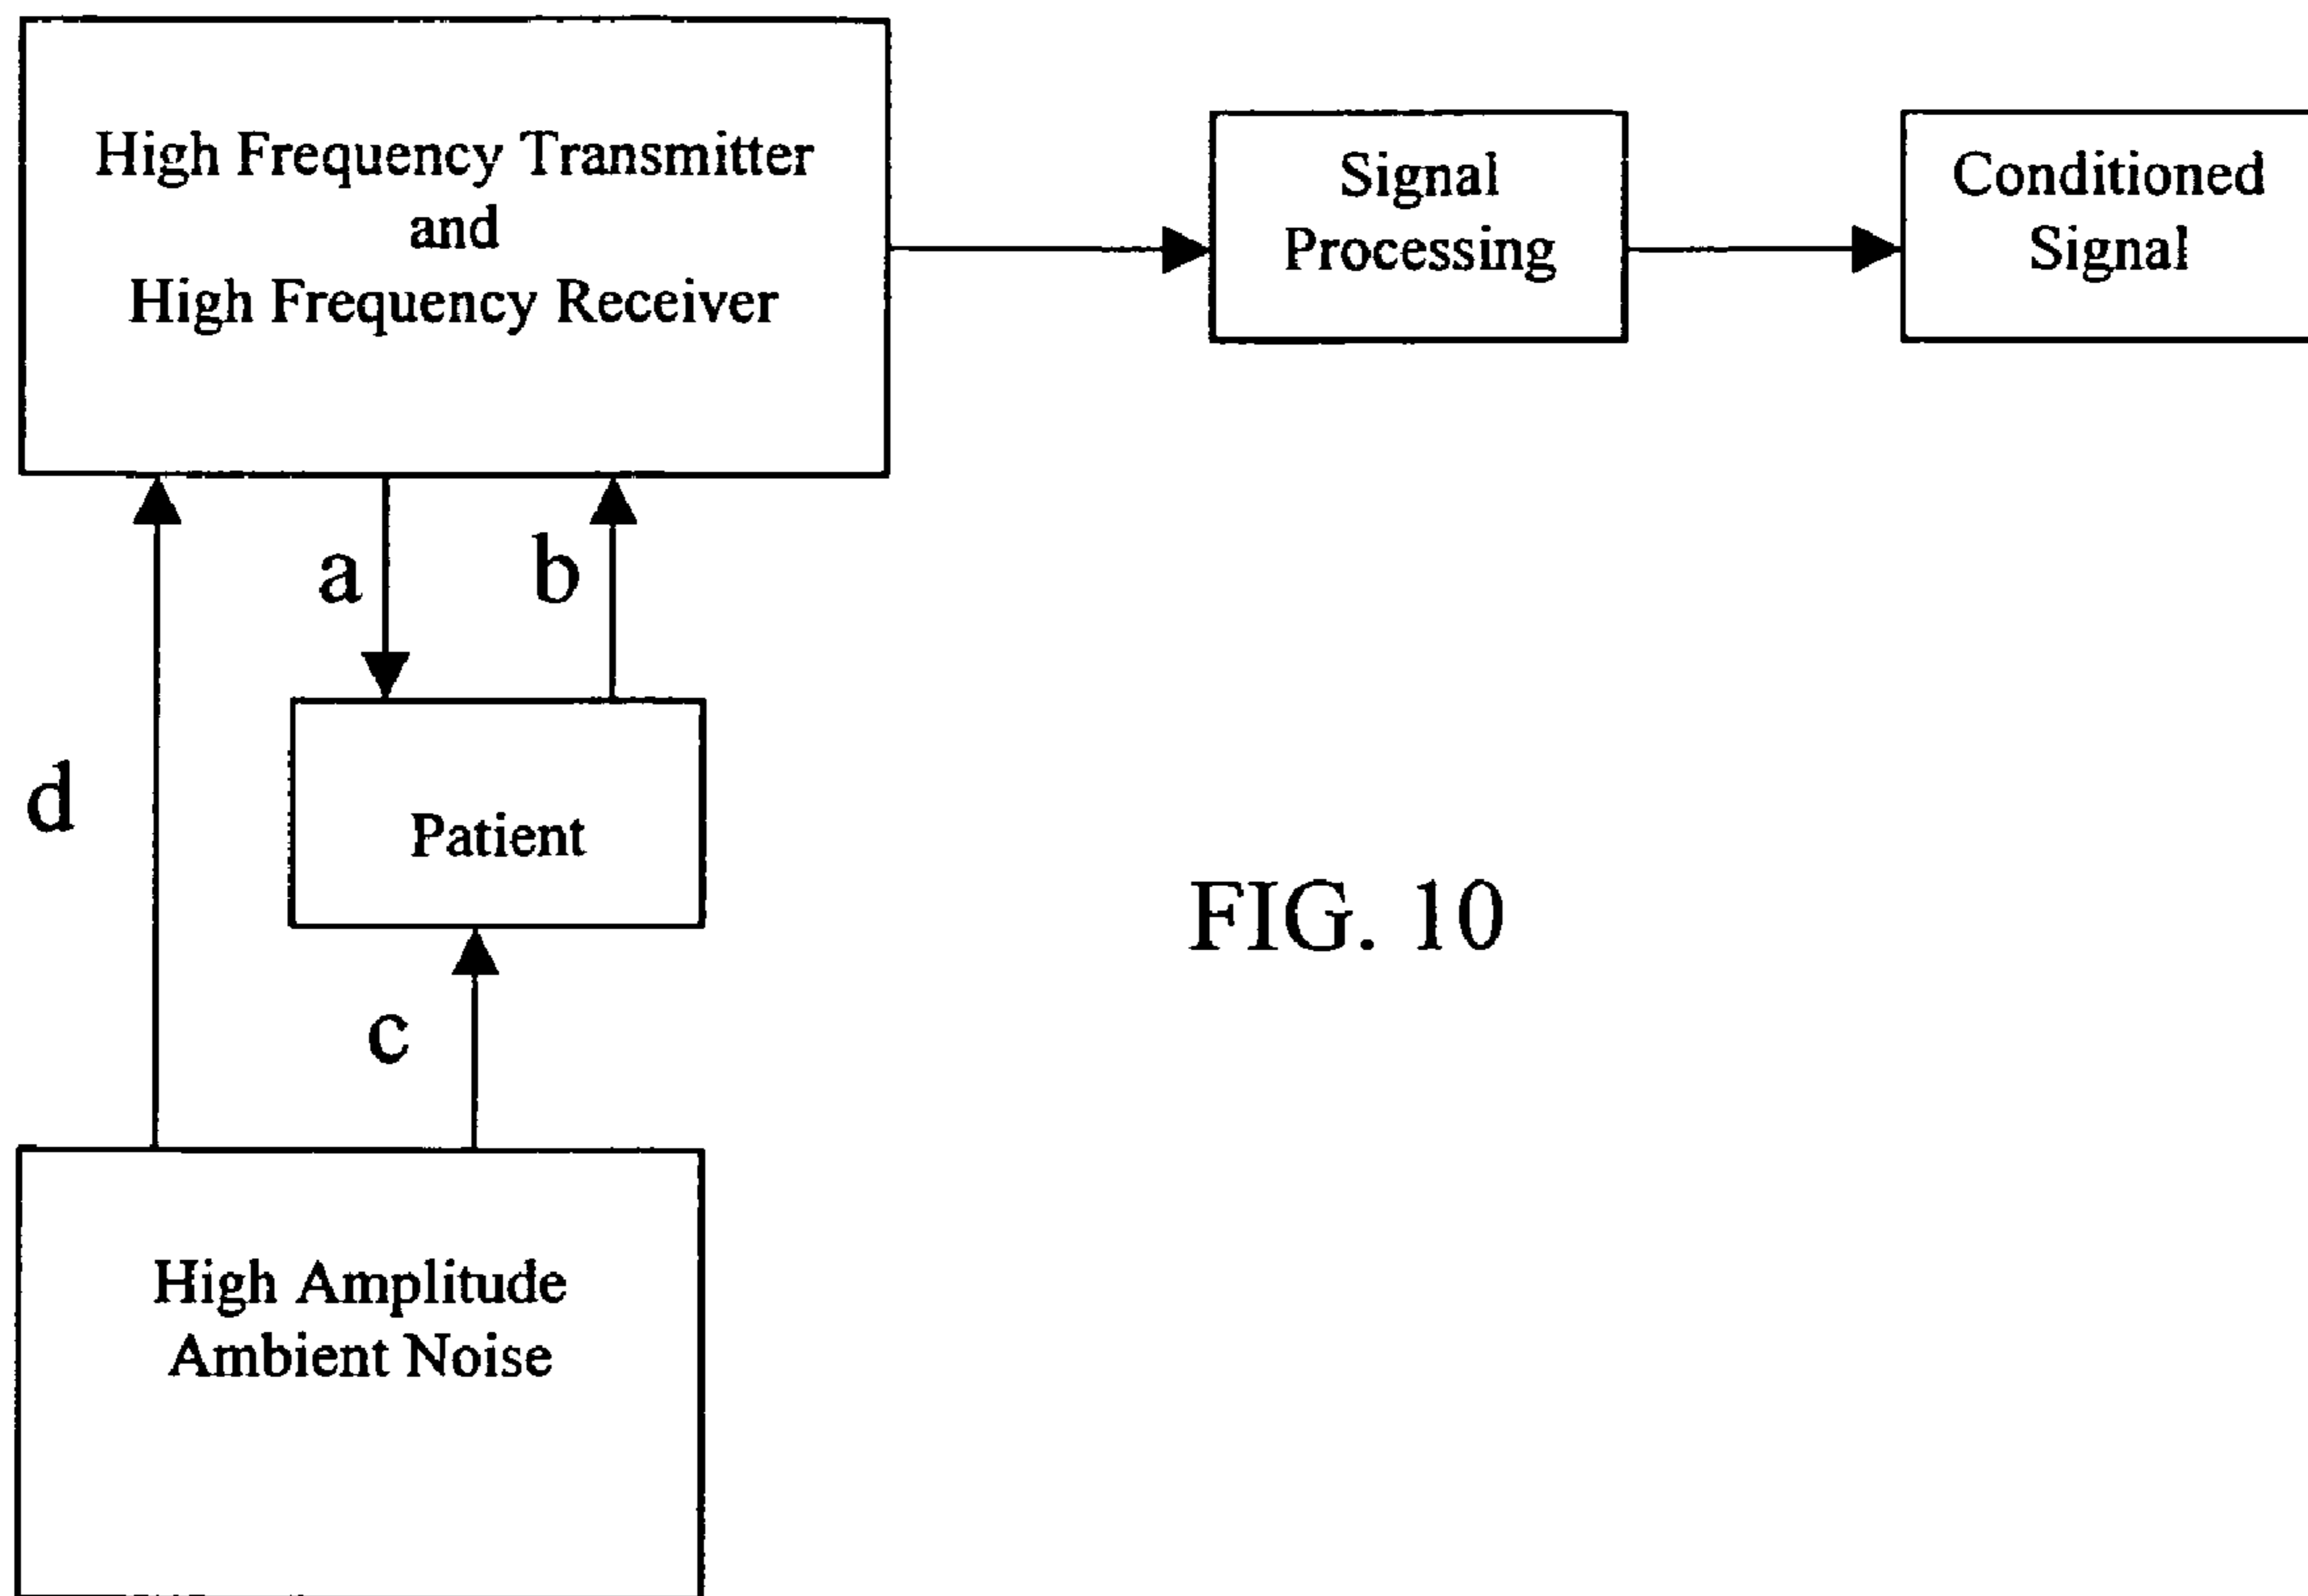 High Frequency Transmitter
and
High Frequency Receiver
Signal
Processing
Conditioned
Signal
a
b
d
Patient
c
FIG. 10
High Amplitude
Ambient Noise